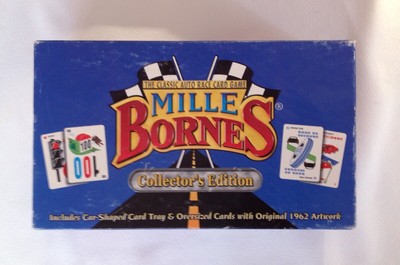 THE CLASSIC AUTO RACE CARD GAME
MILLE
BORNES®
100
Collector's Edition
Includes Car-Shaped Card Tray & Oversized Cards with Original 1962 Artwork